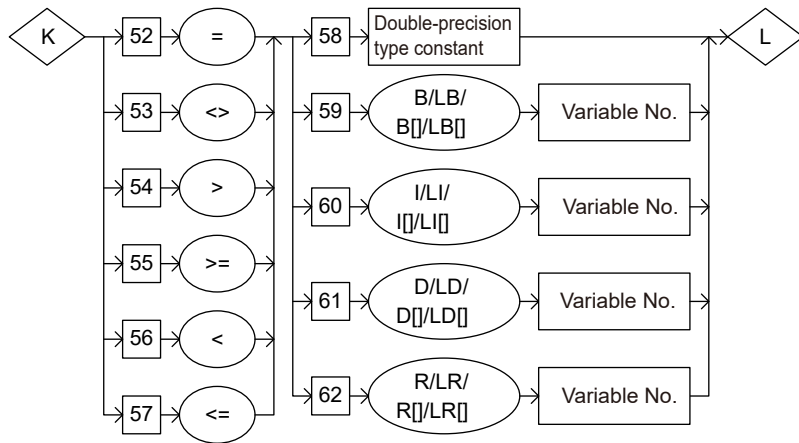 K
52
=
58
Double-precision
type constant
L
53
<>
59
B/LB/
B[]/LB[]
Variable No.
54
>
60
I/LI/
I[]/LI[]
Variable No.
55
>=
61
D/LD/
D[]/LD[]
Variable No.
56
<
62
R/LR/
R[]/LR[]
Variable No.
57
<=